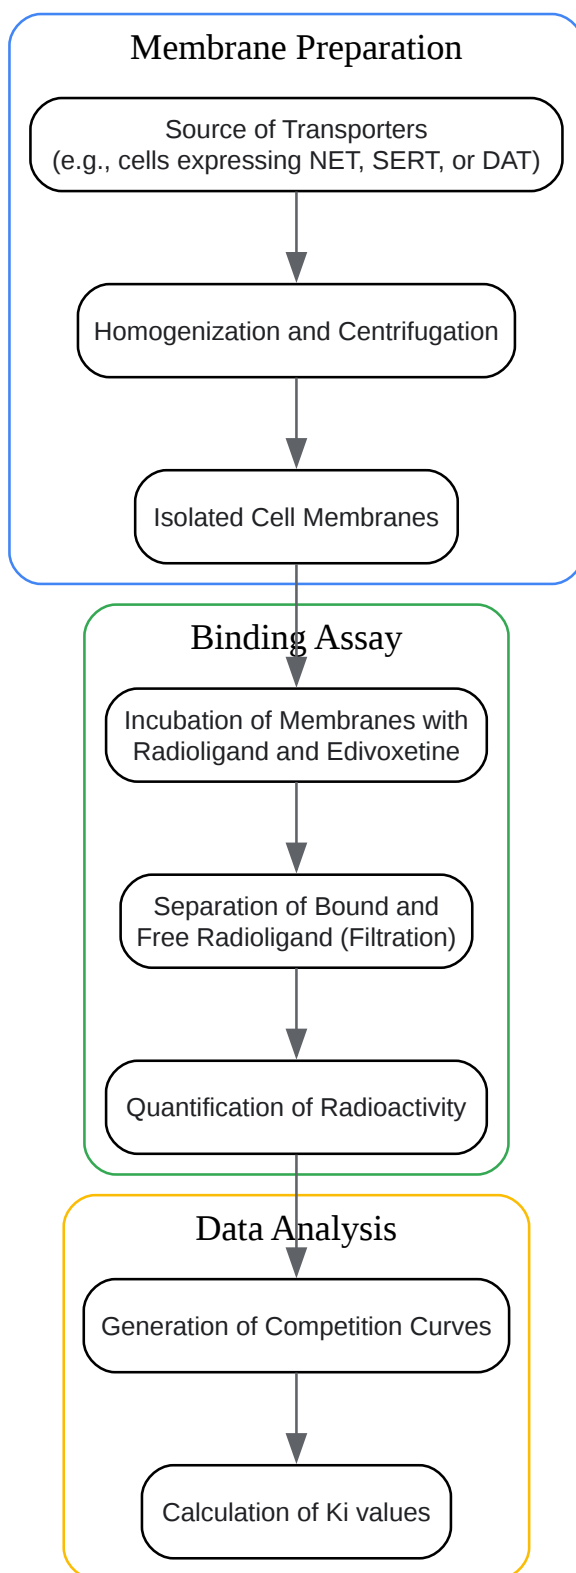 Membrane Preparation
Source of Transporters
(e.g., cells expressing NET, SERT, or DAT)
Homogenization and Centrifugation
Isolated Cell Membranes
Binding Assay
Incubation of Membranes with
Radioligand and Edivoxetine
Separation of Bound and
Free Radioligand (Filtration)
Quantification of Radioactivity
Data Analysis
Generation of Competition Curves
Calculation of Ki values